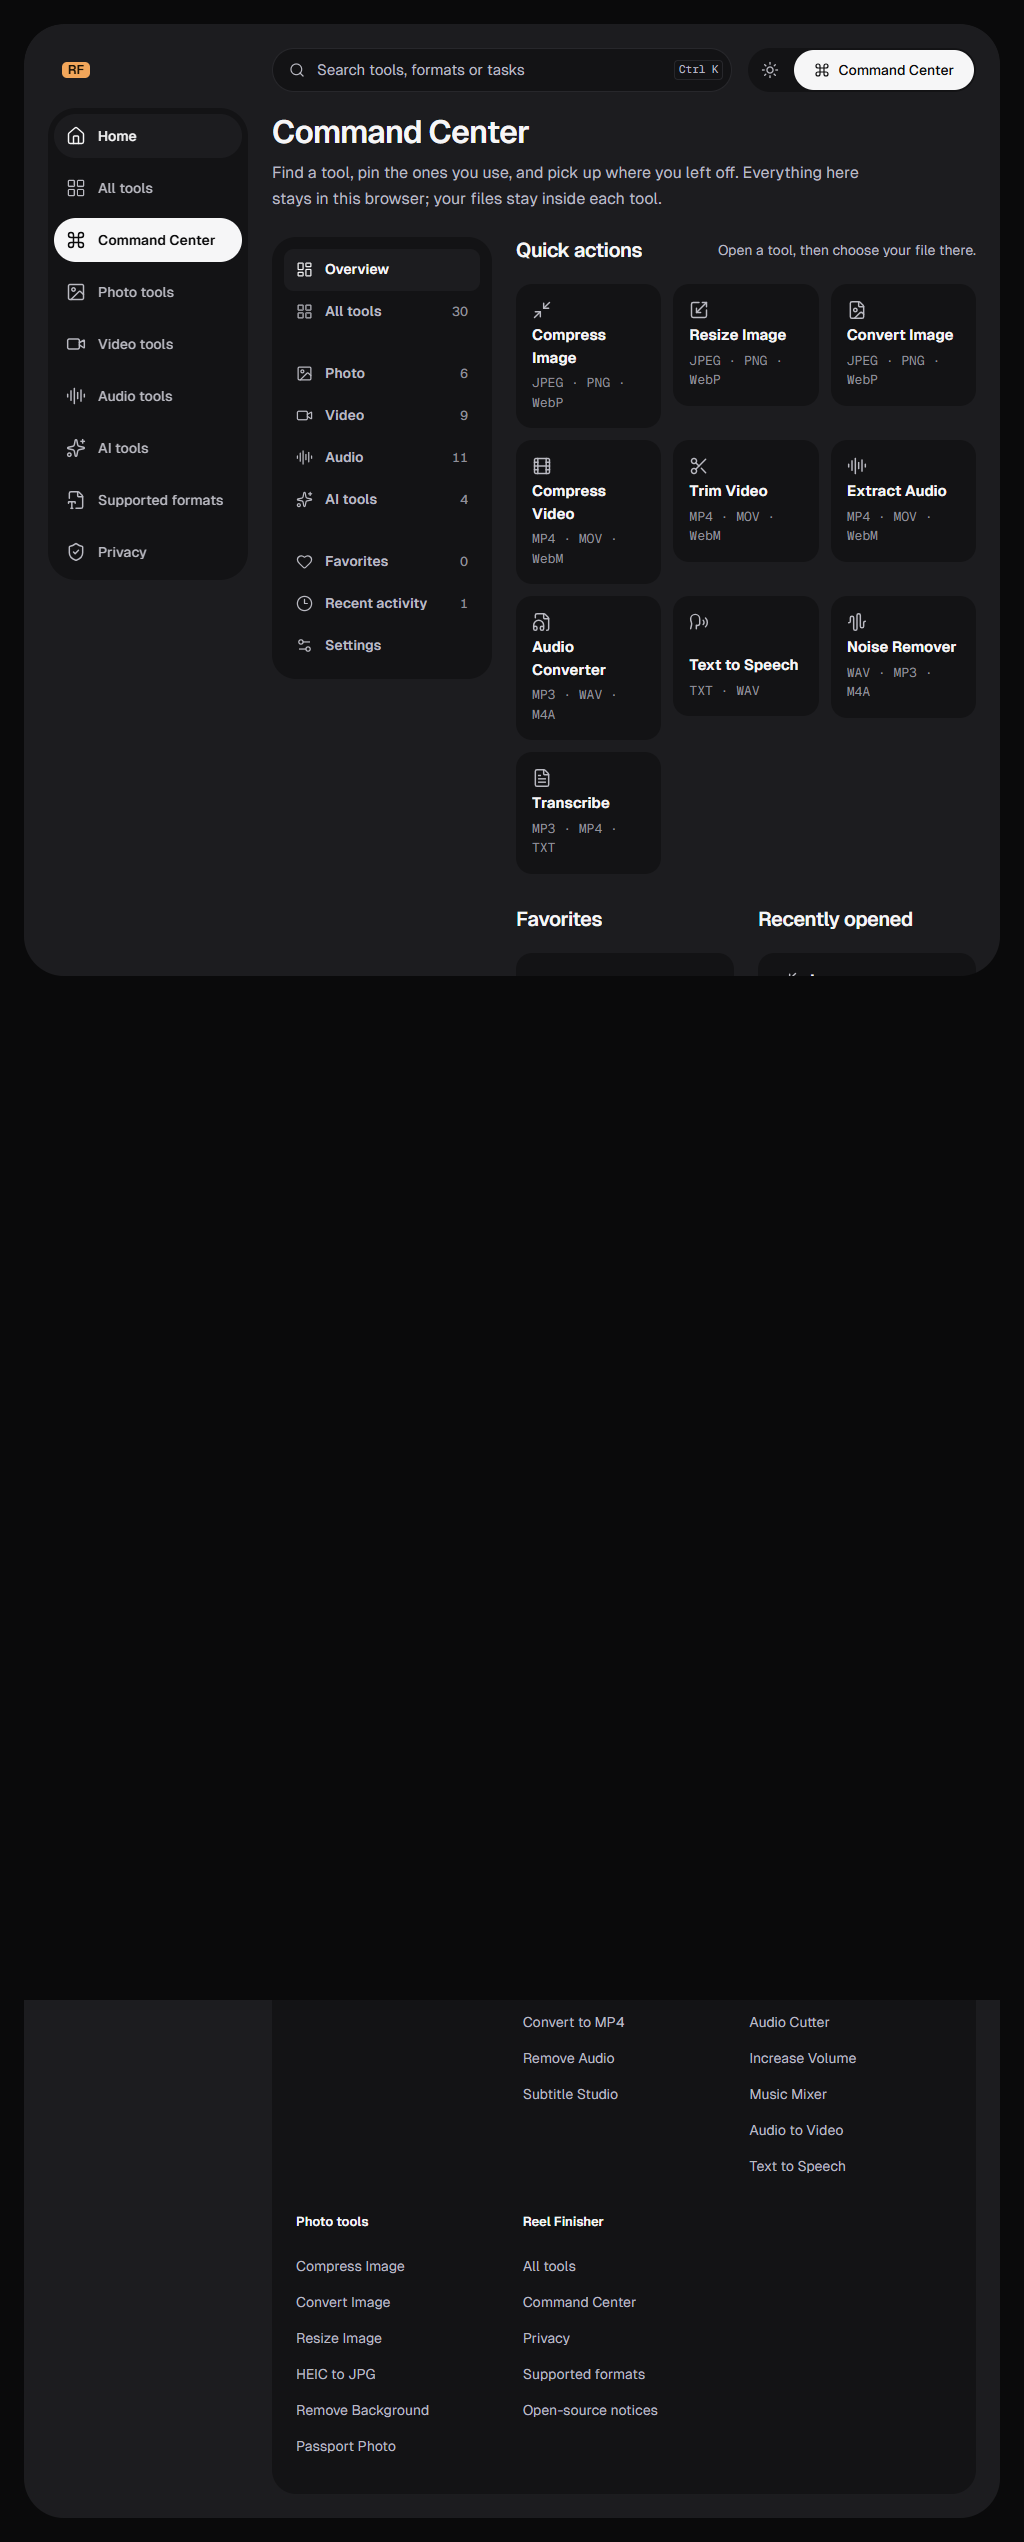 RF
Search tools, formats or tasks
Ctrl K
Command Center
Home
All tools
Command Center
Photo tools
Video tools
Audio tools
AI tools
Supported formats
Privacy
Command Center
Find a tool, pin the ones you use, and pick up where you left off. Everything here
stays in this browser; your files stay inside each tool.
Overview
All tools 30
Photo 6
Video 9
Audio 11
AI tools 4
Favorites 0
Recent activity 1
Settings
Quick actions
Open a tool, then choose your file there.
Compress
Image
JPEG · PNG ·
WebP
Resize Image
JPEG · PNG ·
WebP
Convert Image
JPEG · PNG ·
WebP
Compress
Video
MP4 · MOV ·
WebM
Trim Video
MP4 · MOV ·
WebM
Extract Audio
MP4 · MOV ·
WebM
Audio
Converter
MP3 · WAV ·
M4A
Text to Speech
TXT · WAV
Noise Remover
WAV · MP3 ·
M4A
Transcribe
MP3 · MP4 ·
TXT
Favorites
Recently opened
Convert to MP4
Remove Audio
Subtitle Studio
Audio Cutter
Increase Volume
Music Mixer
Audio to Video
Text to Speech
Photo tools
Compress Image
Convert Image
Resize Image
HEIC to JPG
Remove Background
Passport Photo
Reel Finisher
All tools
Command Center
Privacy
Supported formats
Open-source notices